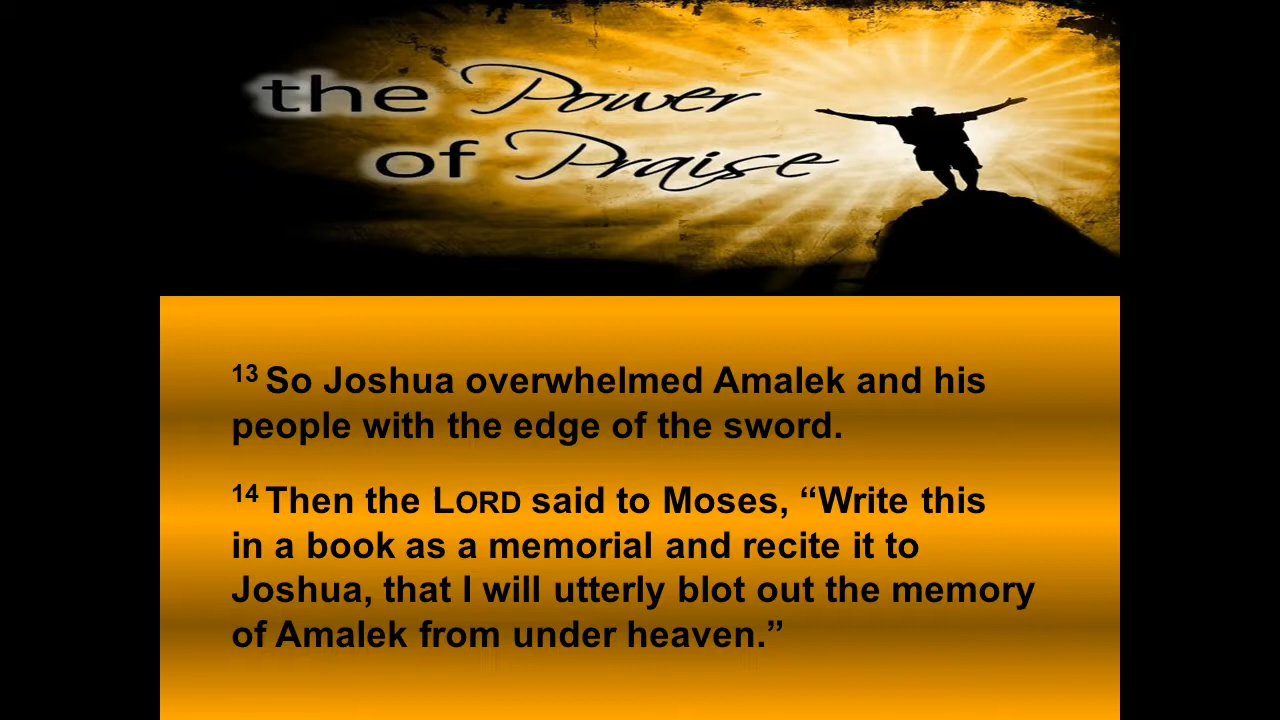 the Power
of Praise
13 So Joshua overwhelmed Amalek and his
people with the edge of the sword.
14 Then the LORD said to Moses, “Write this
in a book as a memorial and recite it to
Joshua, that I will utterly blot out the memory
of Amalek from under heaven.”